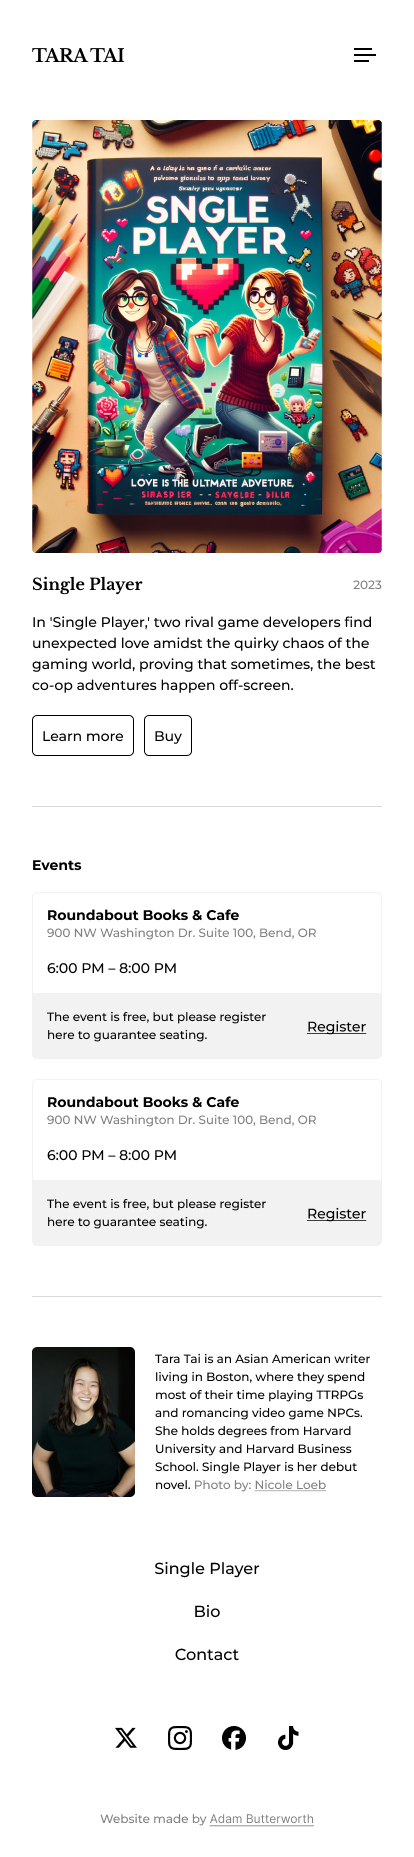 TARA TAI
SNGLE
PLAYER
LOVE IS THE ULTMATE ADVETURE.
Single Player
2023
In 'Single Player,' two rival game developers find
unexpected love amidst the quirky chaos of the
gaming world, proving that sometimes, the best
co-op adventures happen off-screen.
Learn more
Buy
Events
Roundabout Books & Cafe
900 NW Washington Dr. Suite 100, Bend, OR
6:00 PM – 8:00 PM
The event is free, but please register
here to guarantee seating.
Register
Roundabout Books & Cafe
900 NW Washington Dr. Suite 100, Bend, OR
6:00 PM – 8:00 PM
The event is free, but please register
here to guarantee seating.
Register
Tara Tai is an Asian American writer
living in Boston, where they spend
most of their time playing TTRPGs
and romancing video game NPCs.
She holds degrees from Harvard
University and Harvard Business
School. Single Player is her debut
novel. Photo by: Nicole Loeb
Single Player
Bio
Contact
Website made by Adam Butterworth